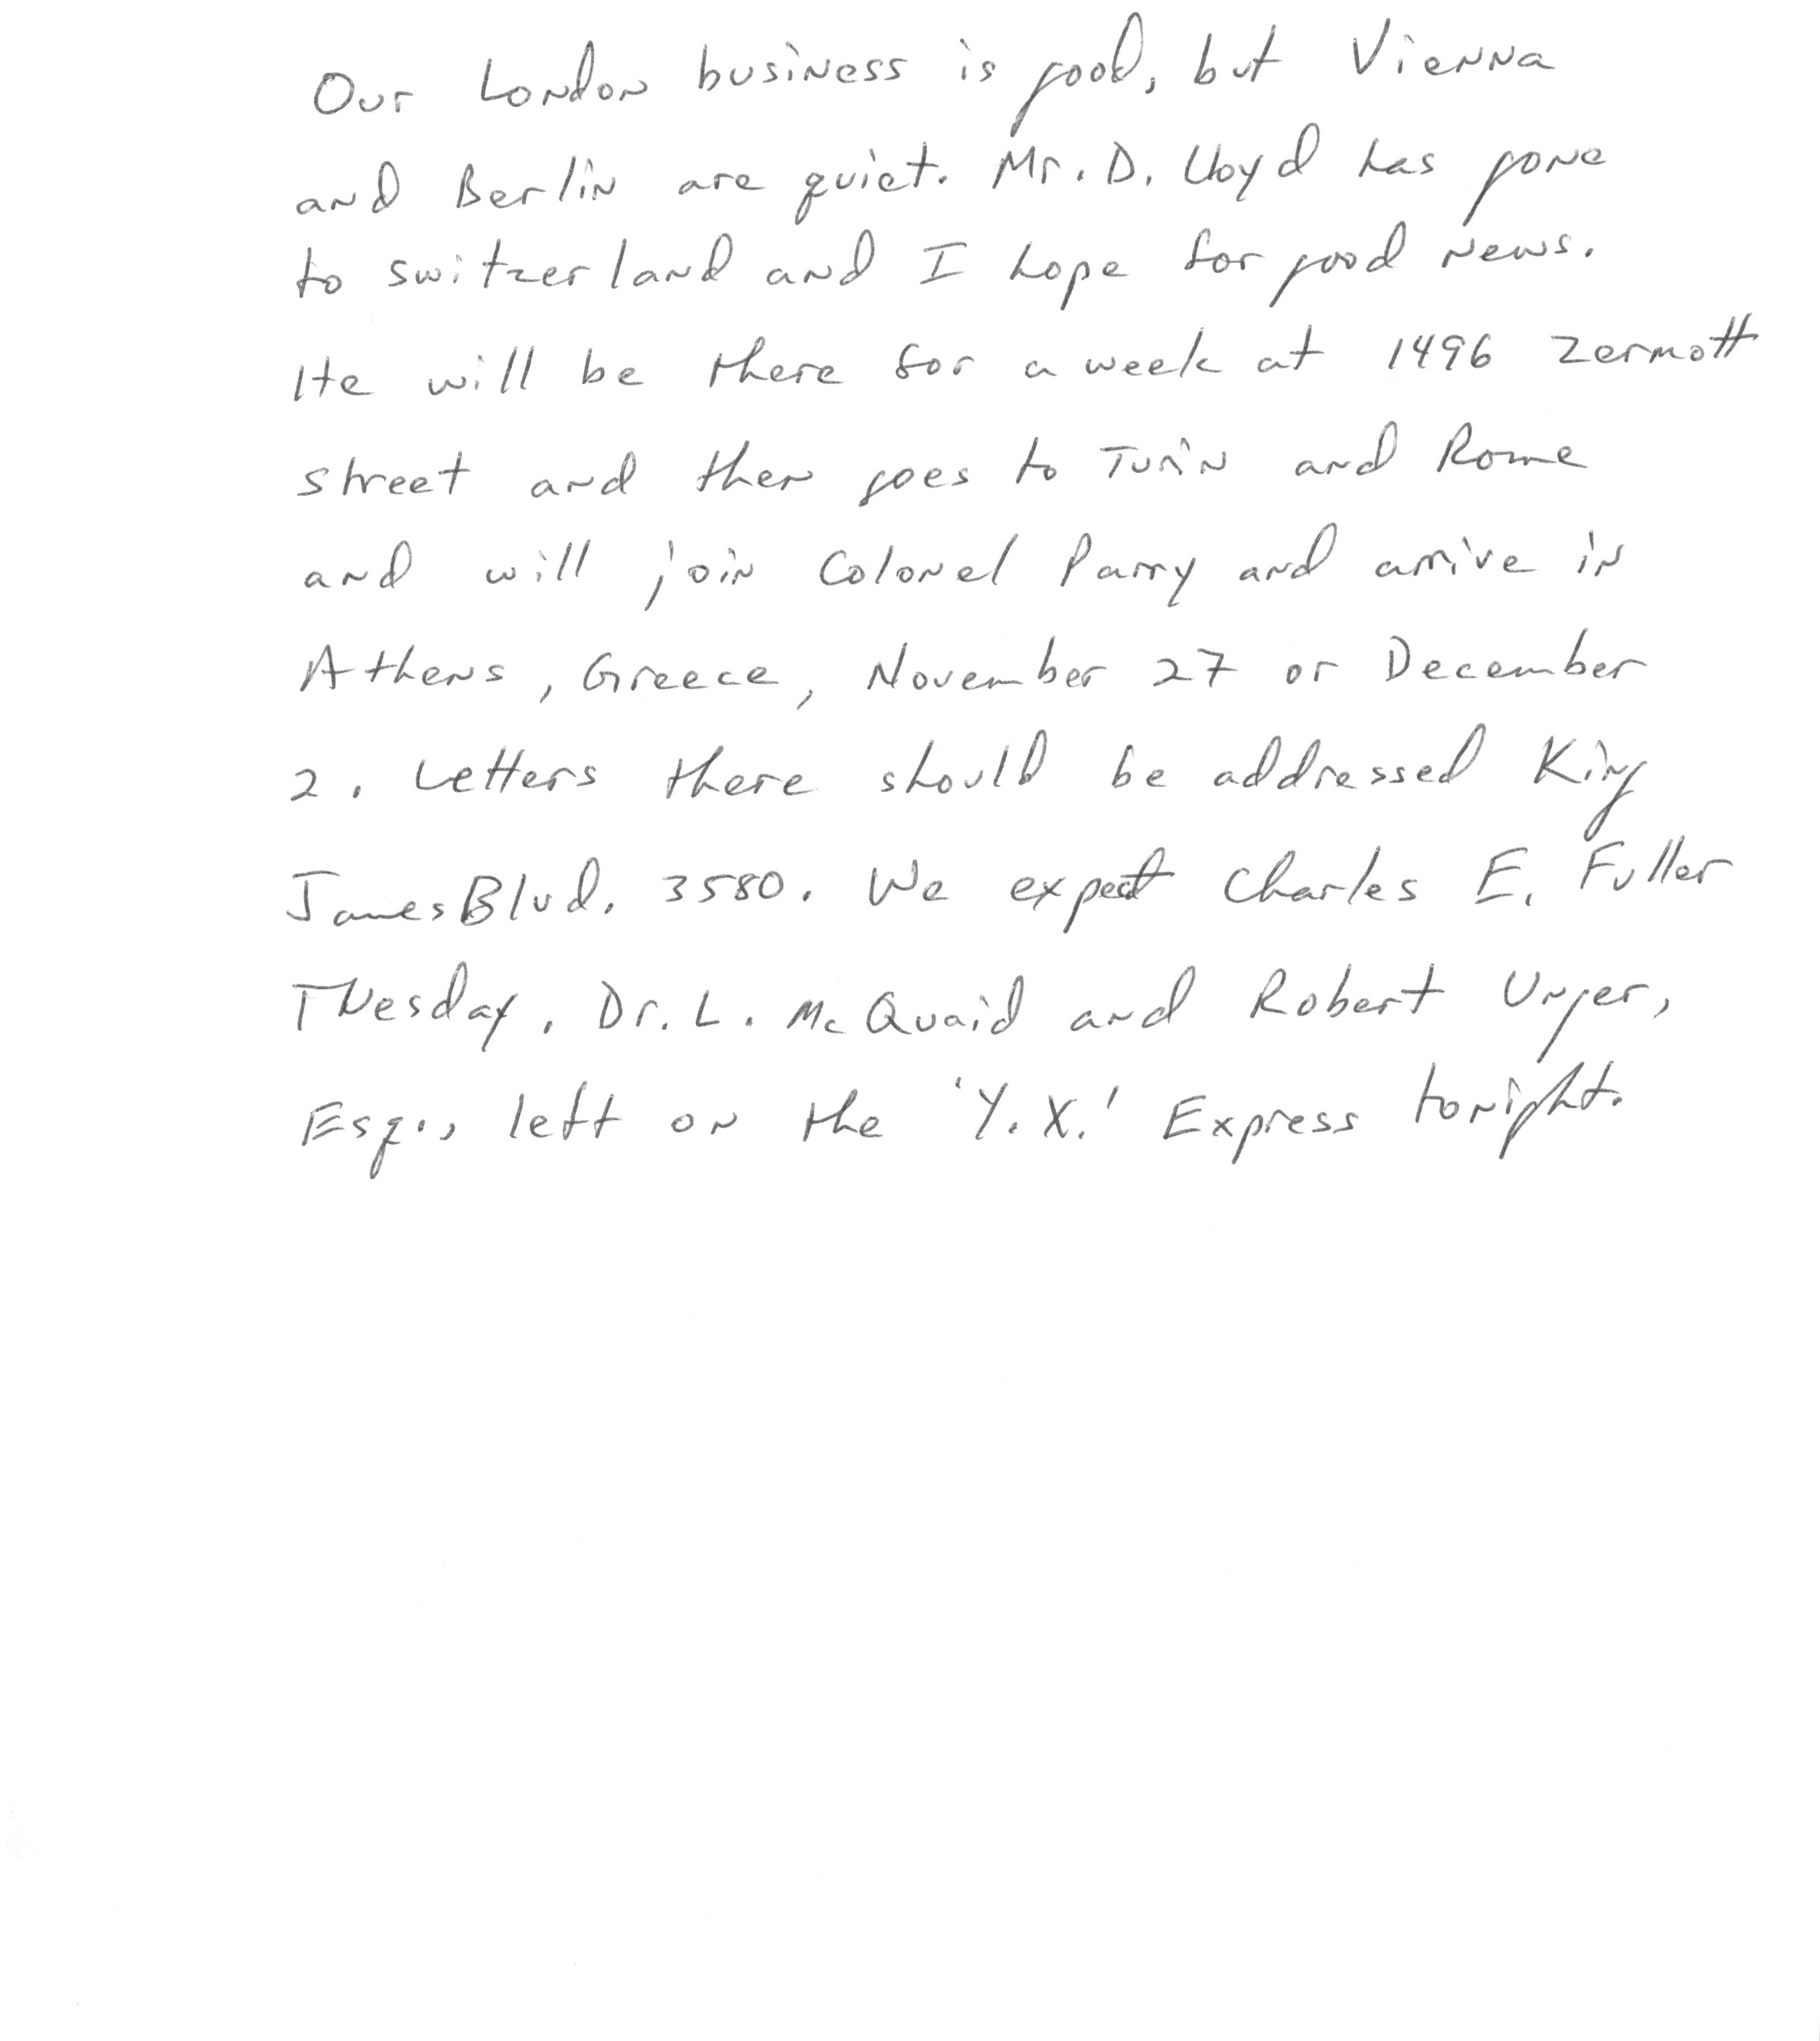 Our London business is good, but Vienna
and Berlin are quiet. Mr. D. Lloyd has gone
to switzerland and I hope for good news.
He will be there for a week at 1496 Zermott
street and then goes to Turin and Rome
and will join Colonel Parry and arrive in
Athens, Greece, November 27 or December
2. Letters there should be addressed King
James Blvd. 3580. We expect Charles E. Fuller
Tuesday. Dr. L. McQuaid and Robert Unger,
Esq., left on the 'Y.X.' Express tonight.